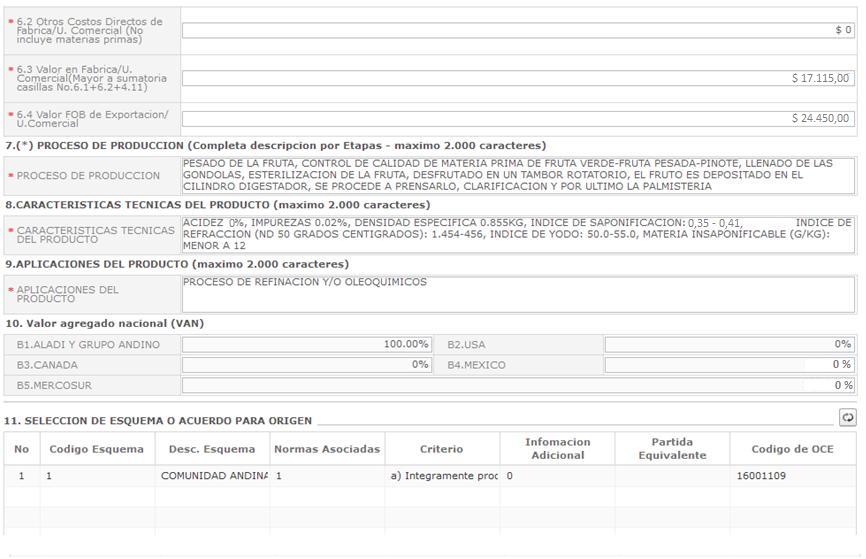 * 6.2 Otros Costos Directos de
Fabrica/U. Comercial (No
incluye materias primas)
$ 0
* 6.3 Valor en Fabrica/U.
Comercial(Mayor a sumatoria
casillas No.6.1+6.2+4.11)
$ 17.115,00
* 6.4 Valor FOB de Exportacion/
U.Comercial
$ 24.450,00
7.(*) PROCESO DE PRODUCCION (Completa descripcion por Etapas - maximo 2.000 caracteres)
* PROCESO DE PRODUCCION
PESADO DE LA FRUTA, CONTROL DE CALIDAD DE MATERIA PRIMA DE FRUTA VERDE-FRUTA PESADA-PINOTE, LLENADO DE LAS
GONDOLAS, ESTERILIZACION DE LA FRUTA, DESFRUTADO EN UN TAMBOR ROTATORIO, EL FRUTO ES DEPOSITADO EN EL
CILINDRO DIGESTADOR, SE PROCEDE A PRENSARLO, CLARIFICACION Y POR ULTIMO LA PALMISTERIA
8.CARACTERISTICAS TECNICAS DEL PRODUCTO (maximo 2.000 caracteres)
* CARACTERISTICAS TECNICAS
DEL PRODUCTO
ACIDEZ 0%, IMPUREZAS 0.02%, DENSIDAD ESPECIFICA 0.855KG, INDICE DE SAPONIFICACION: 0,35 - 0,41, INDICE DE
REFRACCION (ND 50 GRADOS CENTIGRADOS): 1.454-456, INDICE DE YODO: 50.0-55.0, MATERIA INSAPONIFICABLE (G/KG):
MENOR A 12
9.APLICACIONES DEL PRODUCTO (maximo 2.000 caracteres)
* APLICACIONES DEL
PRODUCTO
PROCESO DE REFINACION Y/O OLEOQUIMICOS
10. Valor agregado nacional (VAN)
B1.ALADI Y GRUPO ANDINO 100.00% B2.USA 0%
B3.CANADA 0% B4.MEXICO 0 %
B5.MERCOSUR 0 %
11. SELECCION DE ESQUEMA O ACUERDO PARA ORIGEN
No Codigo Esquema Desc. Esquema Normas Asociadas Criterio Infomacion Adicional Partida Equivalente Codigo de OCE
1 1 COMUNIDAD ANDINA 1 a) Integramente proc 0 16001109